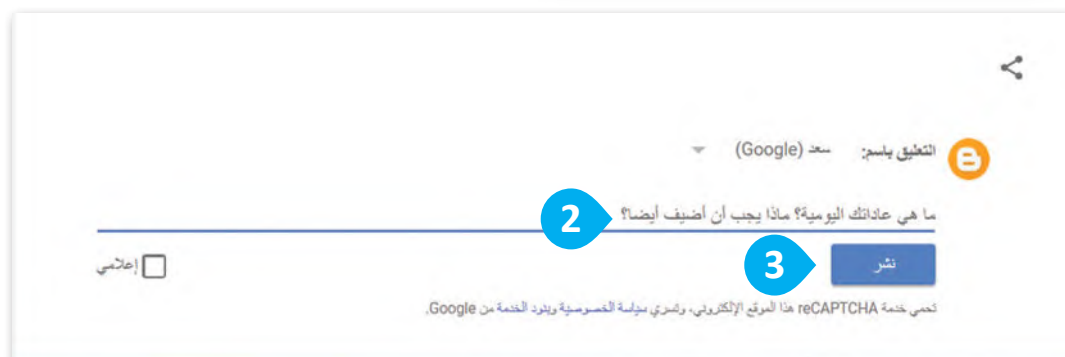 التعليق باسم: سعد (Google)
ما هي عاداتك اليومية؟ ماذا يجب أن أضيف أيضا؟ 2
نشر 3
إعلامي
تحمي خدمة reCAPTCHA هذا الموقع الإلكتروني، وتسري سياسة الخصوصية وبنود الخدمة من Google.